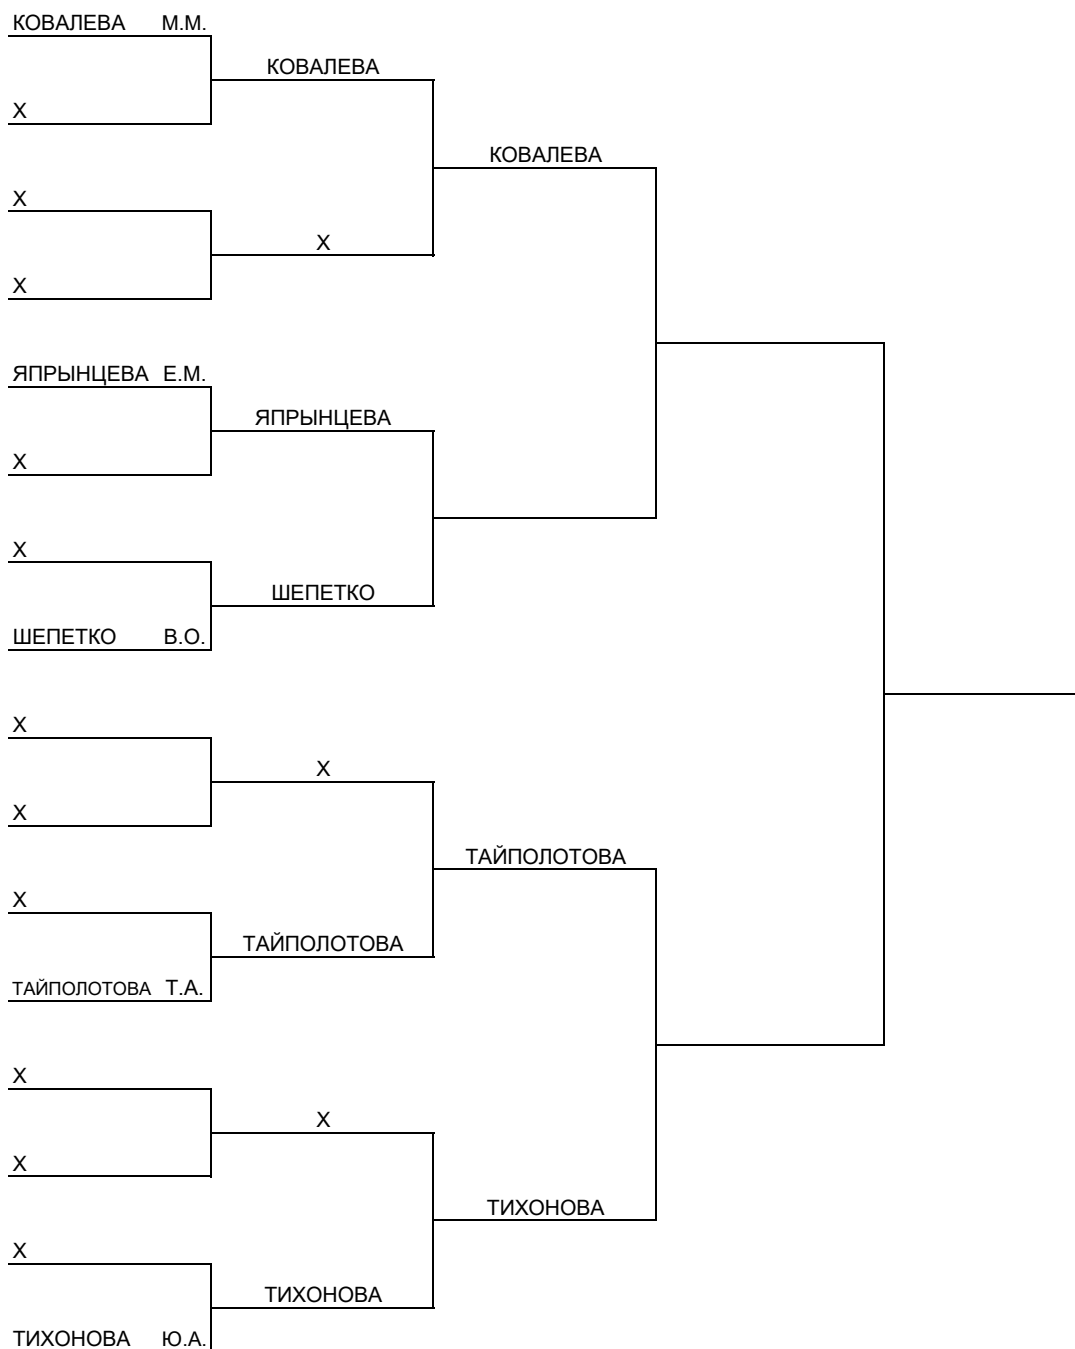 КОВАЛЕВА М.М.
КОВАЛЕВА
Х
КОВАЛЕВА
Х
Х
Х
ЯПРЫНЦЕВА Е.М.
ЯПРЫНЦЕВА
Х
Х
ШЕПЕТКО
ШЕПЕТКО В.О.
Х
Х
Х
ТАЙПОЛОТОВА
Х
ТАЙПОЛОТОВА
ТАЙПОЛОТОВА Т.А.
Х
Х
Х
ТИХОНОВА
Х
ТИХОНОВА
ТИХОНОВА Ю.А.